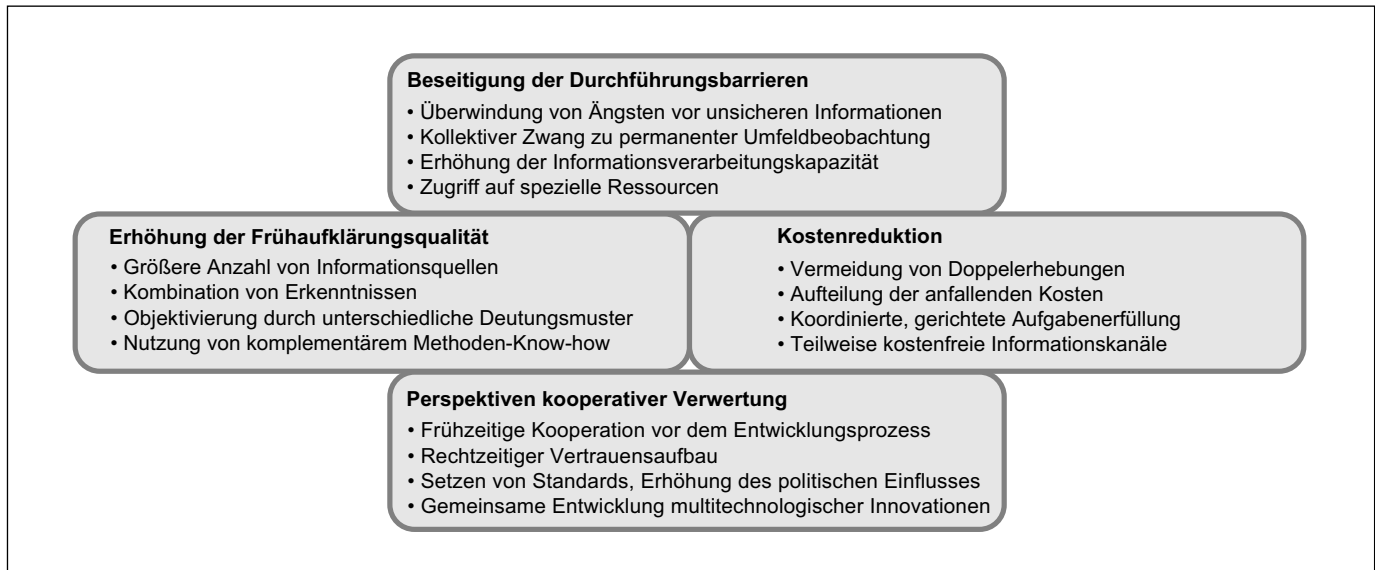 Beseitigung der Durchführungsbarrieren
• Überwindung von Ängsten vor unsicheren Informationen
• Kollektiver Zwang zu permanenter Umfeldbeobachtung
• Erhöhung der Informationsverarbeitungskapazität
• Zugriff auf spezielle Ressourcen
Erhöhung der Frühaufklärungsqualität
• Größere Anzahl von Informationsquellen
• Kombination von Erkenntnissen
• Objektivierung durch unterschiedliche Deutungsmuster
• Nutzung von komplementärem Methoden-Know-how
Kostenreduktion
• Vermeidung von Doppelerhebungen
• Aufteilung der anfallenden Kosten
• Koordinierte, gerichtete Aufgabenerfüllung
• Teilweise kostenfreie Informationskanäle
Perspektiven kooperativer Verwertung
• Frühzeitige Kooperation vor dem Entwicklungsprozess
• Rechtzeitiger Vertrauensaufbau
• Setzen von Standards, Erhöhung des politischen Einflusses
• Gemeinsame Entwicklung multitechnologischer Innovationen